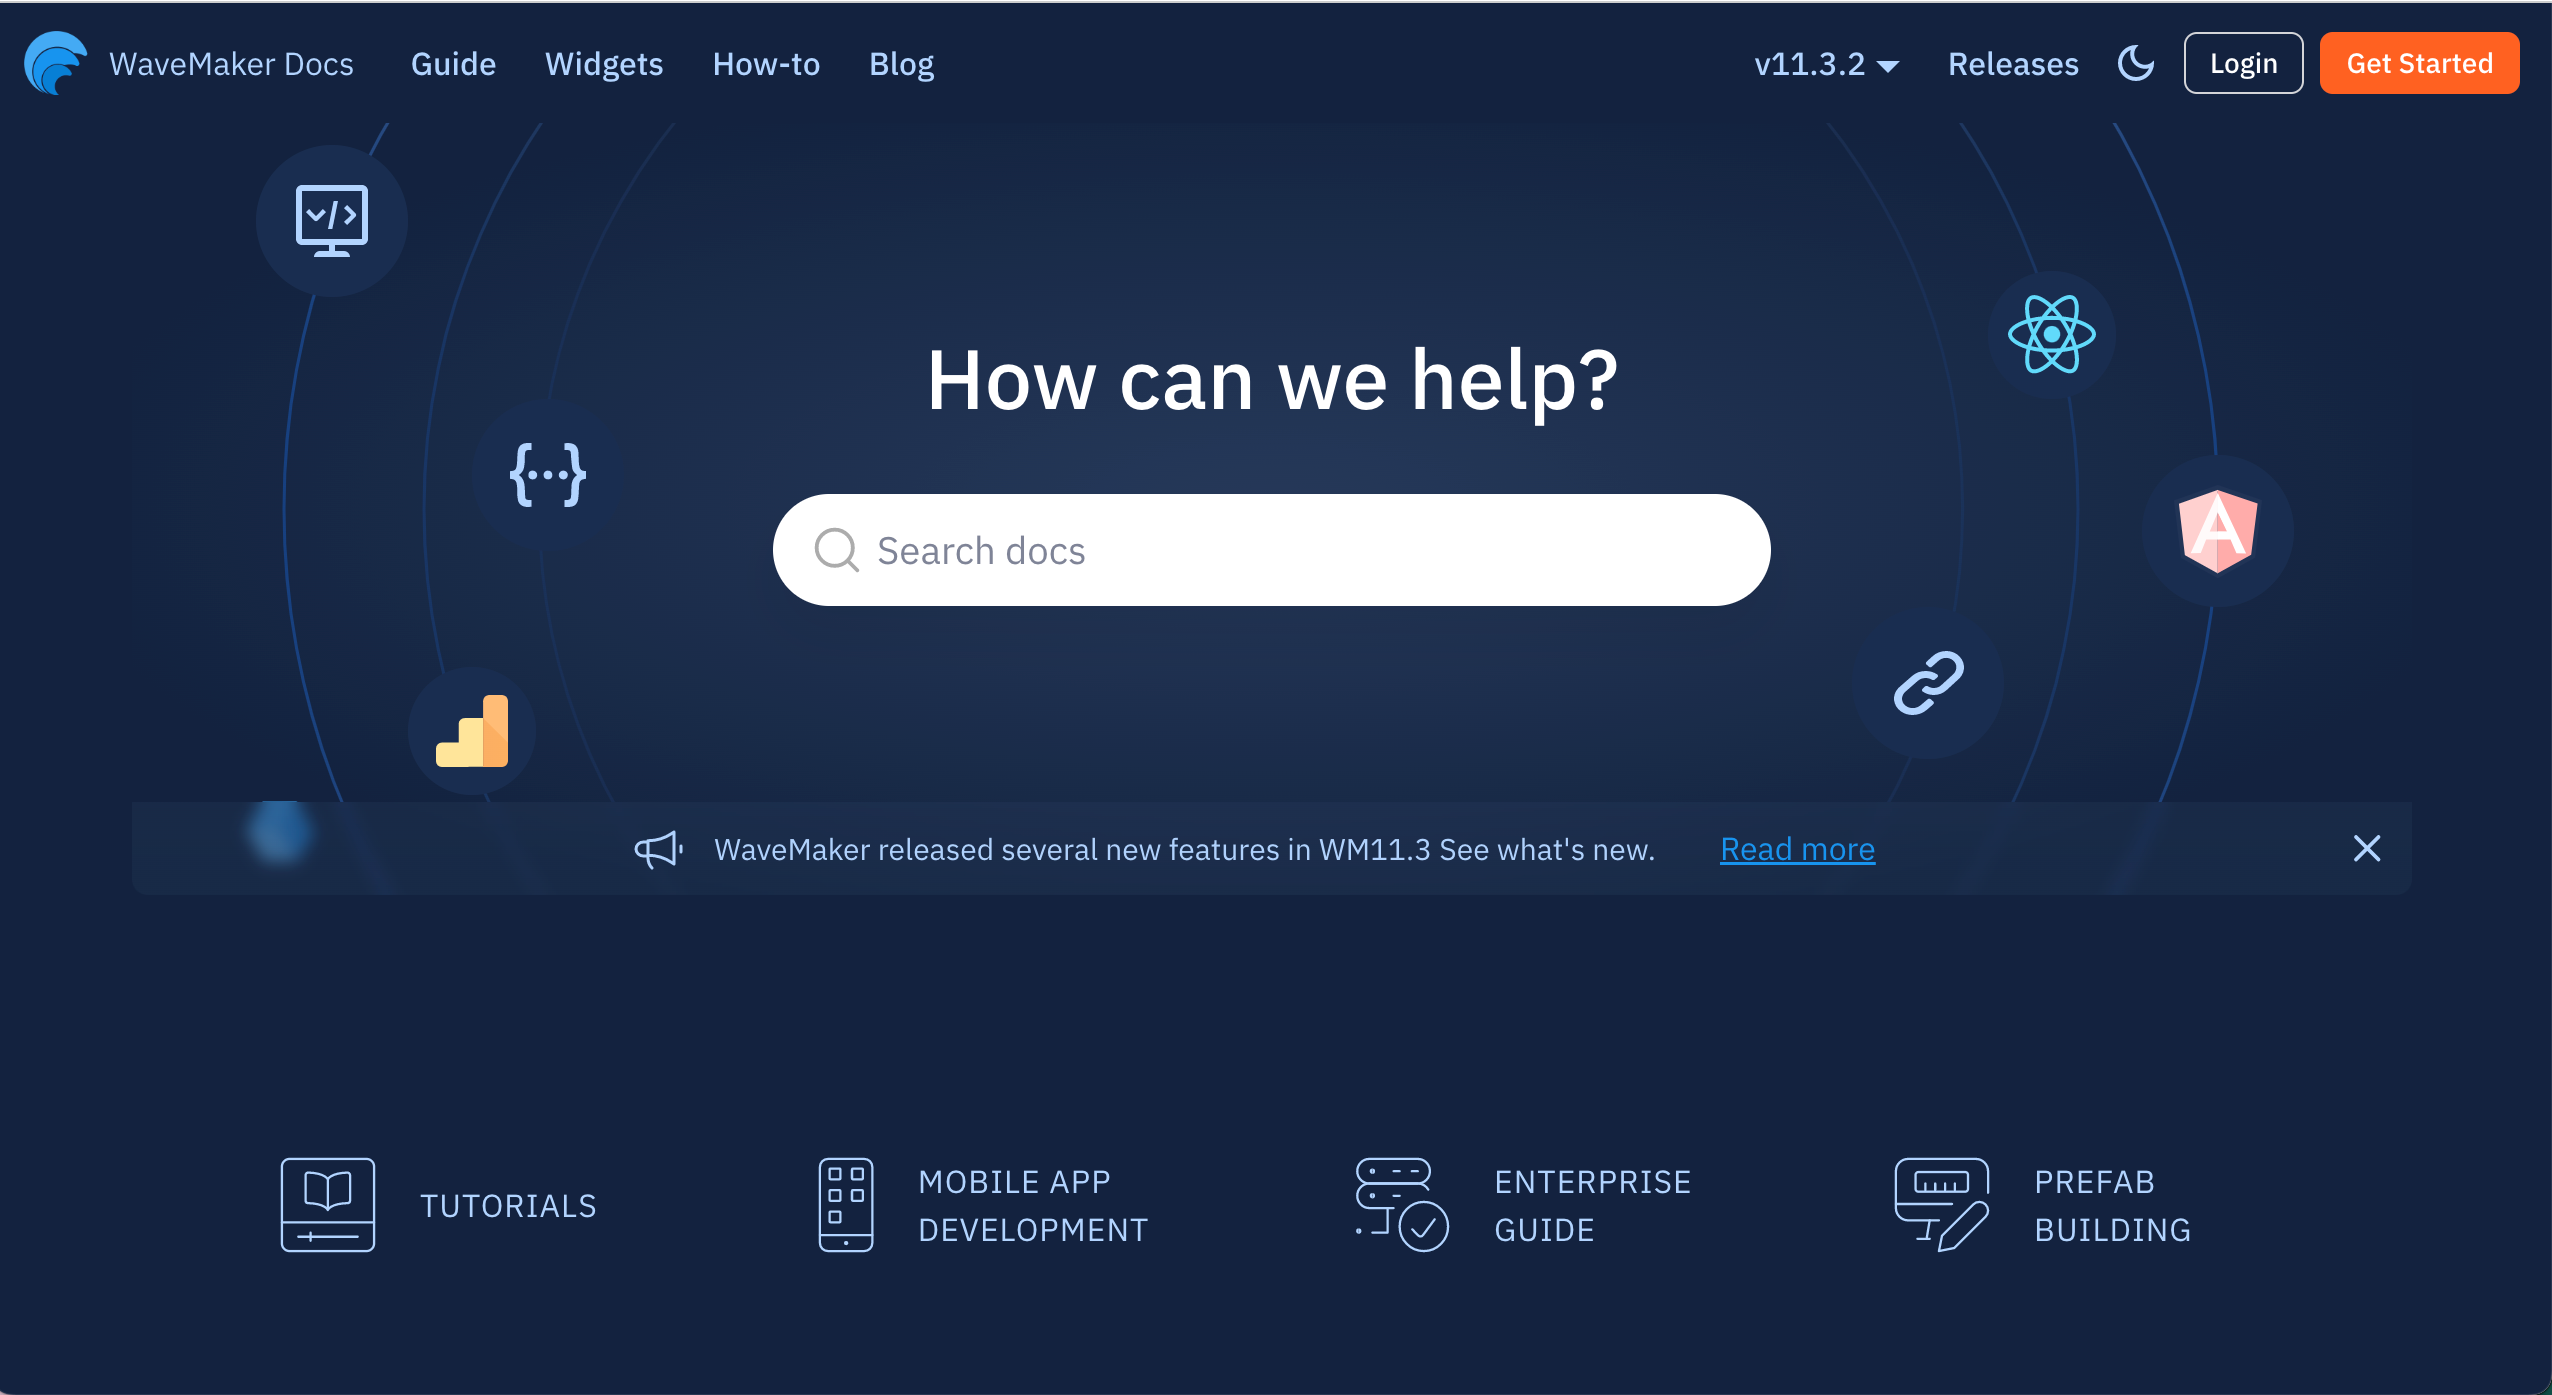 WaveMaker Docs Guide Widgets How-to Blog v11.3.2 Releases Login Get Started
How can we help?
Search docs
WaveMaker released several new features in WM11.3 See what's new. Read more
TUTORIALS
MOBILE APP
DEVELOPMENT
ENTERPRISE
GUIDE
PREFAB
BUILDING